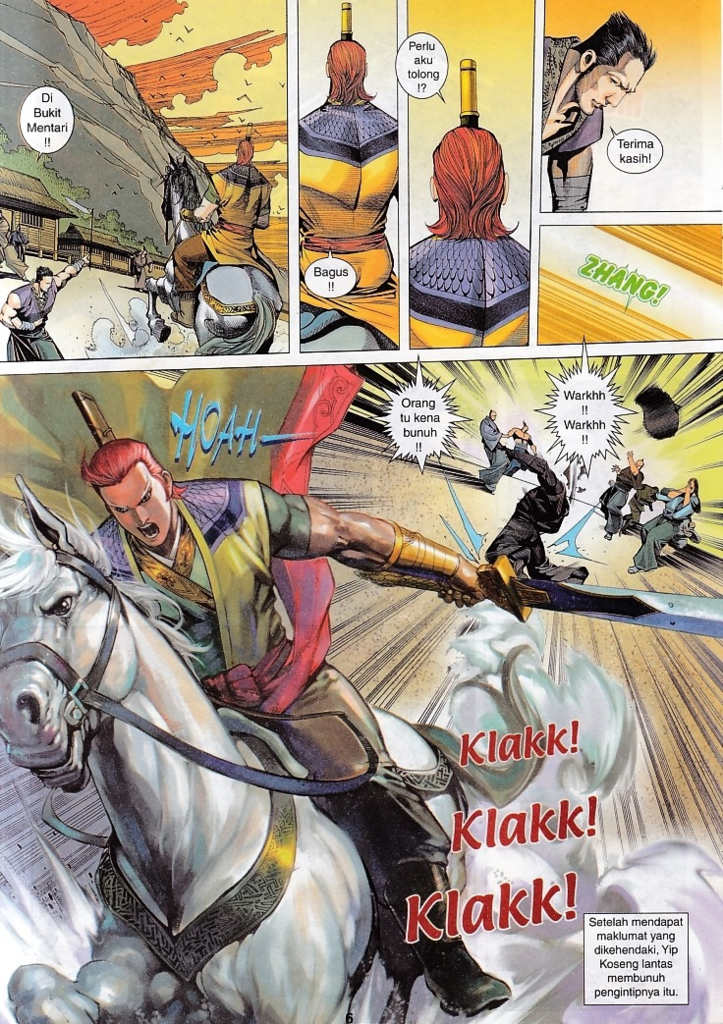 Di
Bukit
Mentari
!!
Bagus
!!
Perlu
aku
tolong
!?
Terima
kasih!
ZHANG!
HOAH
Orang
tu kena
bunuh
!!
Warkhh
!!
Warkhh
!!
Klakk!
Klakk!
Klakk!
Setelah mendapat
maklumat yang
dikehendaki, Yip
Koseng lantas
membunuh
pengintipnya itu.
6